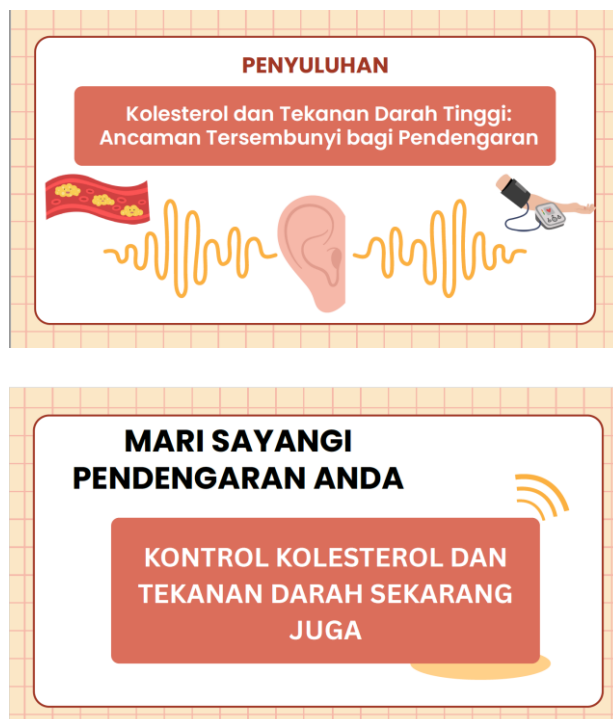 PENYULUHAN
Kolesterol dan Tekanan Darah Tinggi:
Ancaman Tersembunyi bagi Pendengaran
MARI SAYANGI
PENDENGARAN ANDA
KONTROL KOLESTEROL DAN
TEKANAN DARAH SEKARANG
JUGA